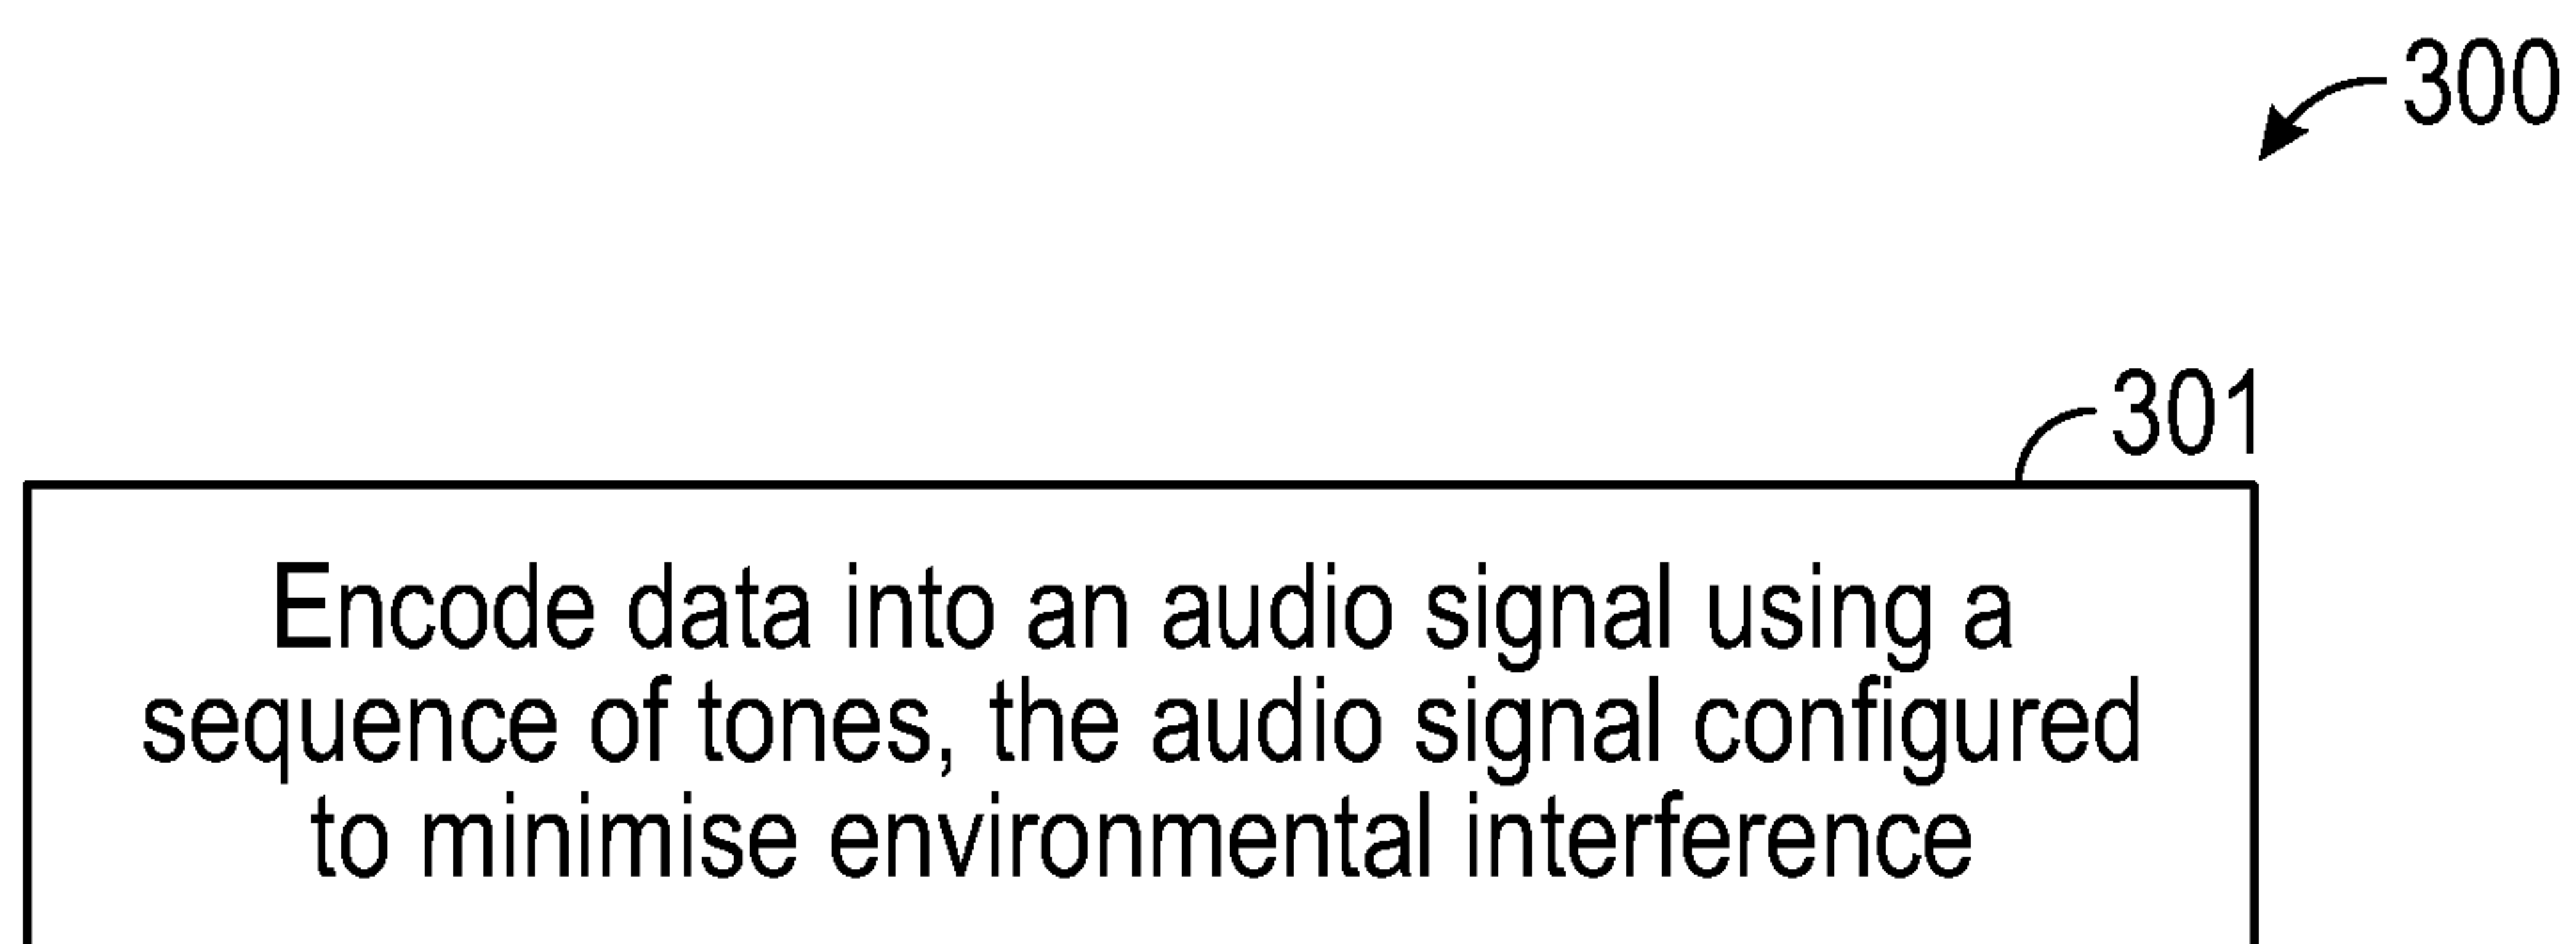 300
301
Encode data into an audio signal using a
sequence of tones, the audio signal configured
to minimise environmental interference